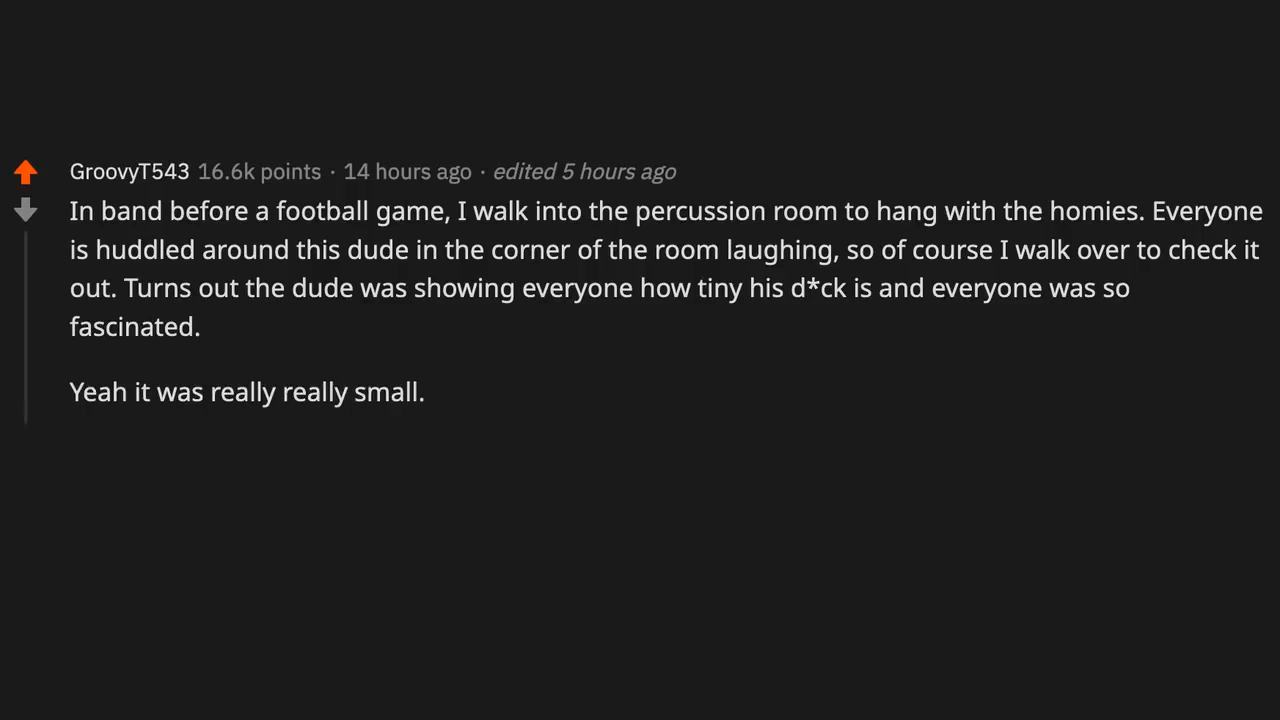 GroovyT543 16.6k points · 14 hours ago · edited 5 hours ago
In band before a football game, I walk into the percussion room to hang with the homies. Everyone
is huddled around this dude in the corner of the room laughing, so of course I walk over to check it
out. Turns out the dude was showing everyone how tiny his d*ck is and everyone was so
fascinated.
Yeah it was really really small.